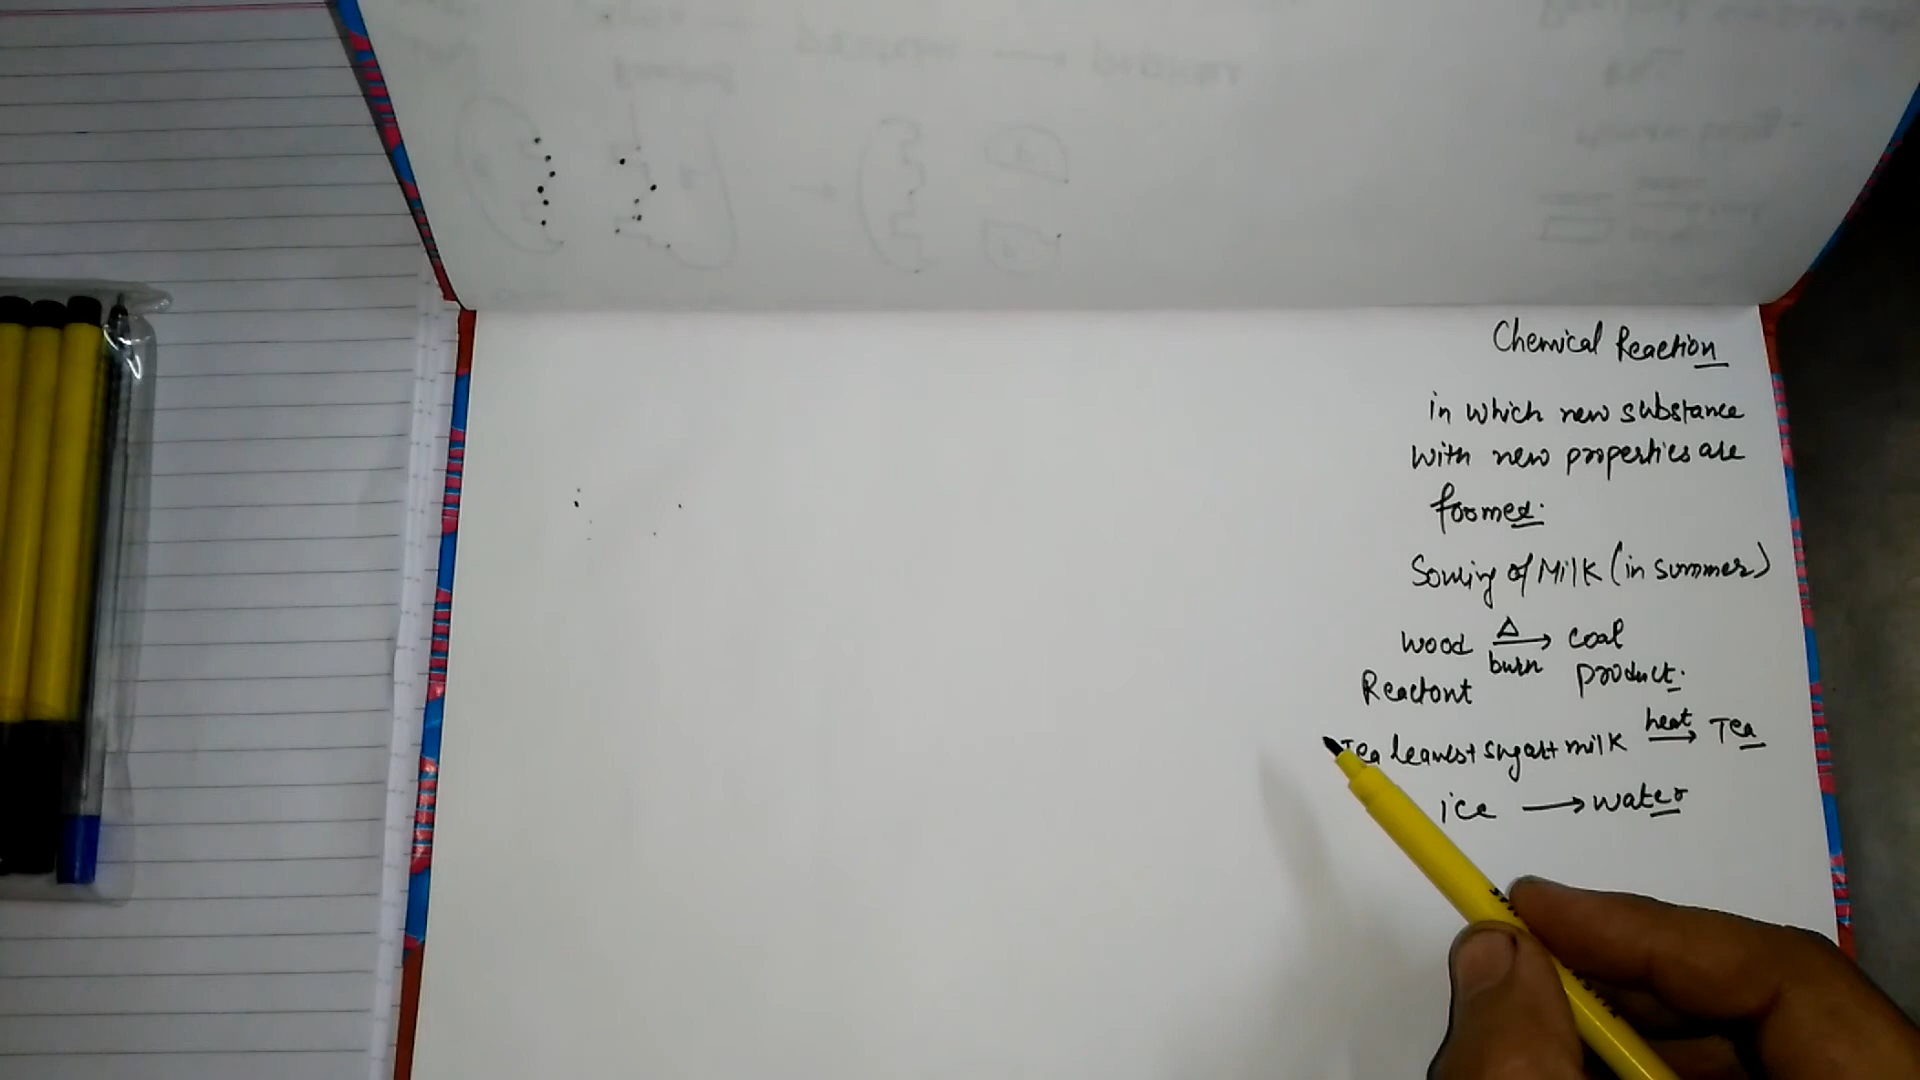 Chemical Reaction
in which new substance
with new properties are
formed.
Souring of Milk (in summer)
wood △ burn → coal
Reactant product.
Tea leaves + sugar + milk heat → Tea
ice → water